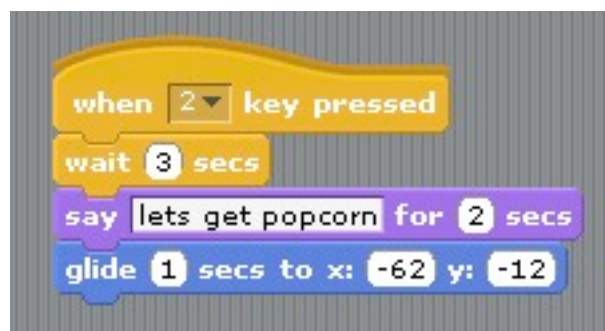 when 2 key pressed
wait 3 secs
say lets get popcorn for 2 secs
glide 1 secs to x: -62 y: -12